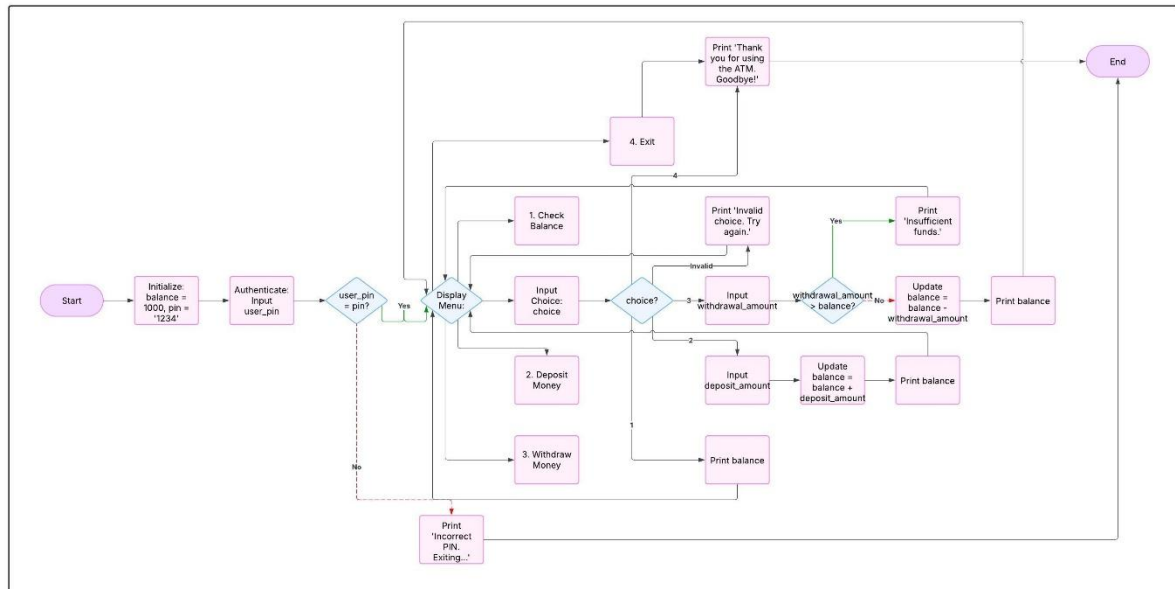 Print 'Thank
you for using
the ATM.
Goodbye!'
End
4. Exit
4
1. Check
Balance
Print 'Invalid
choice. Try
again.'
Yes
Print
'Insufficient
funds.'
Invalid
Start
Initialize:
balance =
1000, pin =
'1234'
Authenticate:
Input
user_pin
user_pin
= pin?
Yes
Display
Menu:
Input
Choice:
choice
choice?
3
Input
withdrawal_amount
withdrawal_amount
> balance?
No
Update
balance =
balance -
withdrawal_amount
Print balance
2
2. Deposit
Money
Input
deposit_amount
Update
balance =
balance +
deposit_amount
Print balance
1
3. Withdraw
Money
Print balance
No
Print
'Incorrect
PIN.
Exiting...'